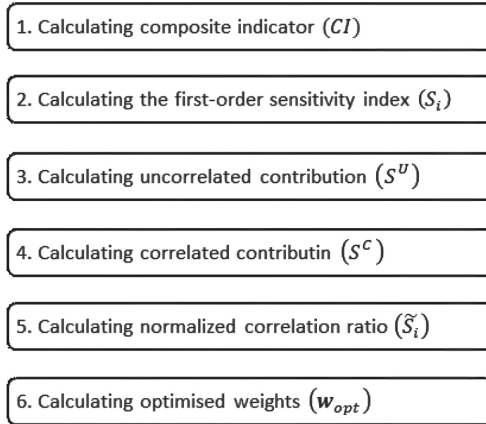 1. Calculating composite indicator (CI)
2. Calculating the first-order sensitivity index (Sᵢ)
3. Calculating uncorrelated contribution (Sᵁ)
4. Calculating correlated contributin (Sᶜ)
5. Calculating normalized correlation ratio (S̃ᵢ)
6. Calculating optimised weights (w_opt)